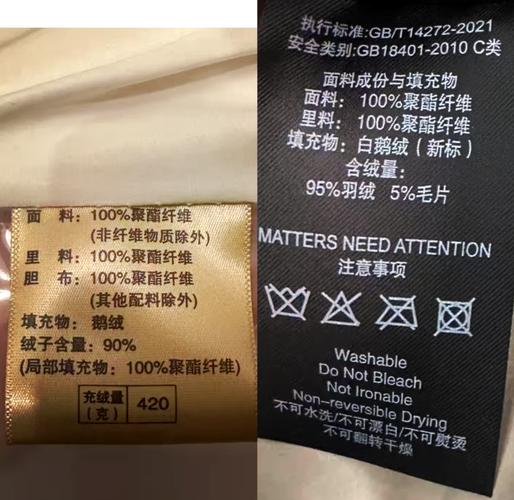 面 料：100%聚酯纤维
(非纤维物质除外)
里 料：100%聚酯纤维
胆 布：100%聚酯纤维
(其他配料除外)
填充物：鹅绒
绒子含量：90%
(局部填充物：100%聚酯纤维)
充绒量
(克)
420
执行标准:GB/T14272-2021
安全类别:GB18401-2010 C类
面料成份与填充物
面料：100%聚酯纤维
里料：100%聚酯纤维
填充物：白鹅绒（新标）
含绒量：
95%羽绒 5%毛片
MATTERS NEED ATTENTION
注意事项
Washable
Do Not Bleach
Not Ironable
Non-reversible Drying
不可水洗/不可漂白/不可熨烫
不可翻转干燥